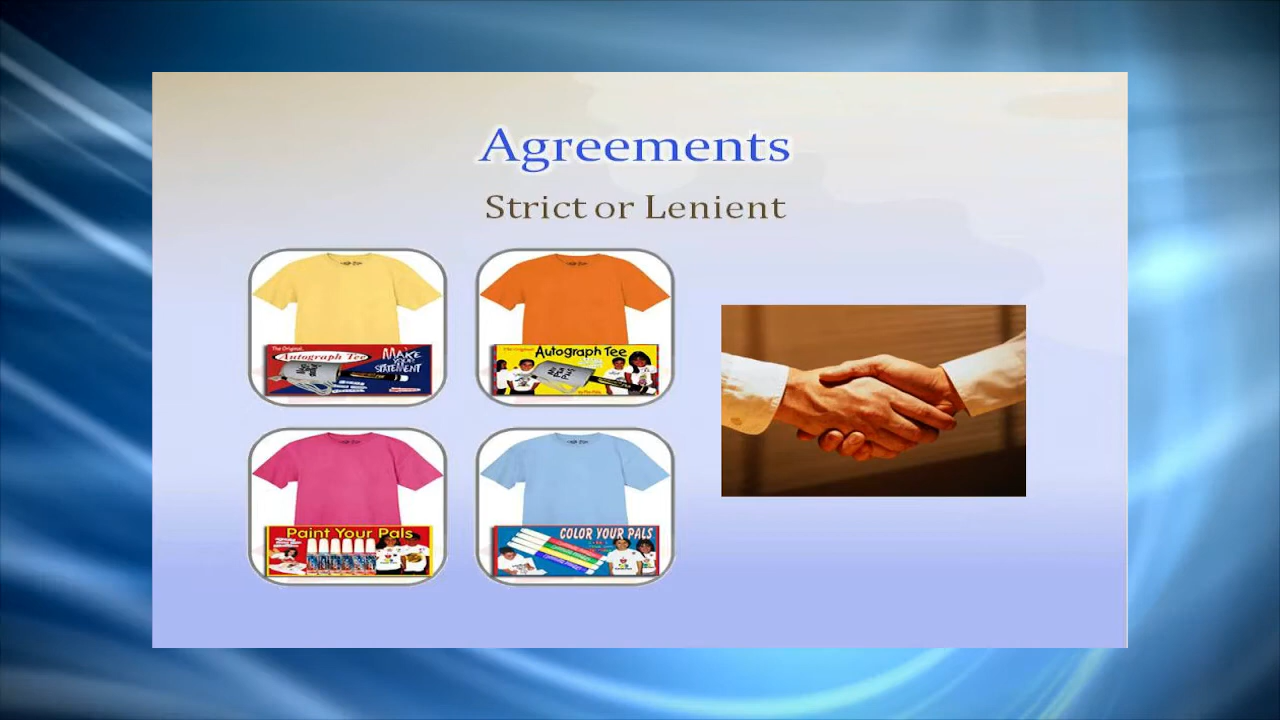 Agreements
Strict or Lenient
The Original
Autograph Tee
MAKE
YOUR
STATEMENT
The Original
Autograph Tee
Paint Your Pals
COLOR YOUR PALS